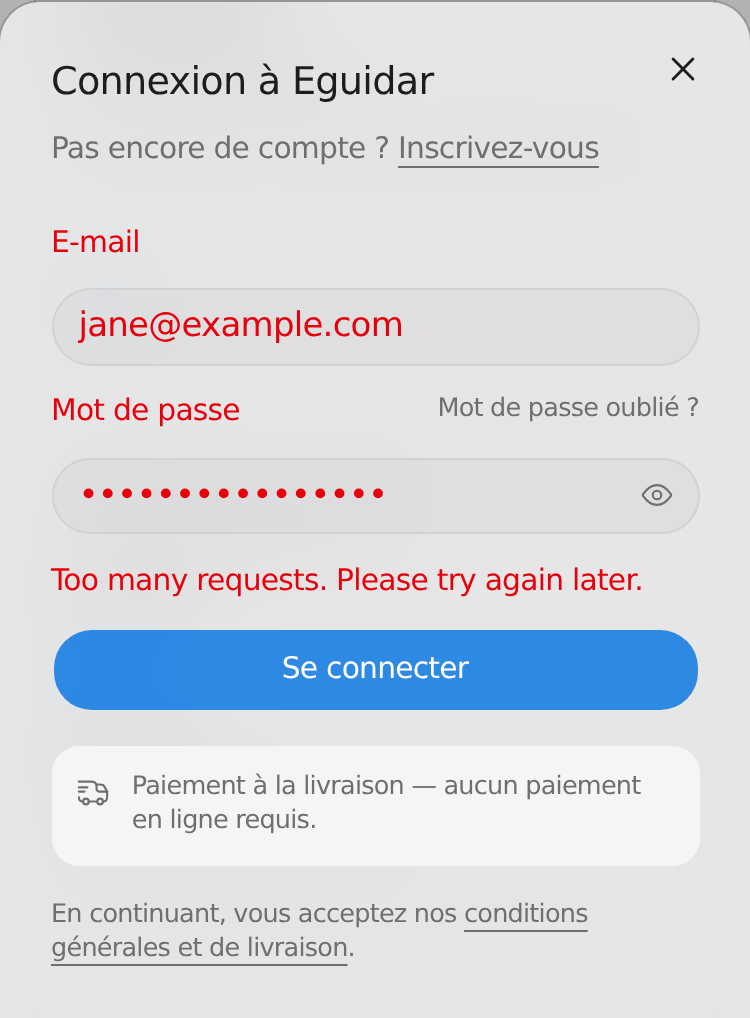 Connexion à Eguidar
Pas encore de compte ? Inscrivez-vous
E-mail
jane@example.com
Mot de passe
Mot de passe oublié ?
••••••••••••••••
Too many requests. Please try again later.
Se connecter
Paiement à la livraison — aucun paiement
en ligne requis.
En continuant, vous acceptez nos conditions
générales et de livraison.